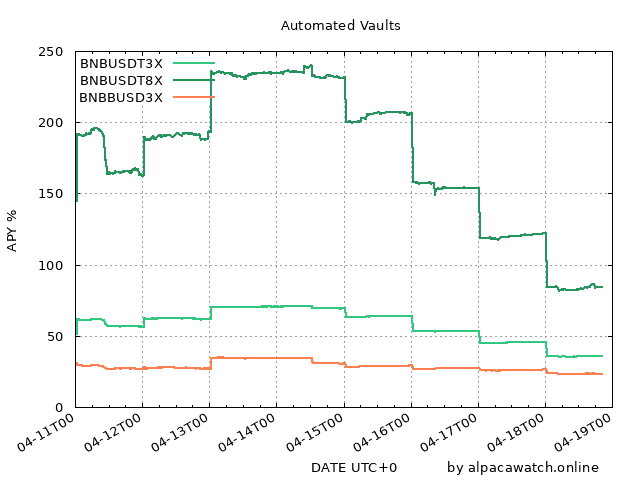 Automated Vaults
250
200
150
100
50
0
APY %
BNBUSDT3X
BNBUSDT8X
BNBBUSD3X
04-11T00
04-12T00
04-13T00
04-14T00
04-15T00
04-16T00
04-17T00
04-18T00
04-19T00
DATE UTC+0
by alpacawatch.online